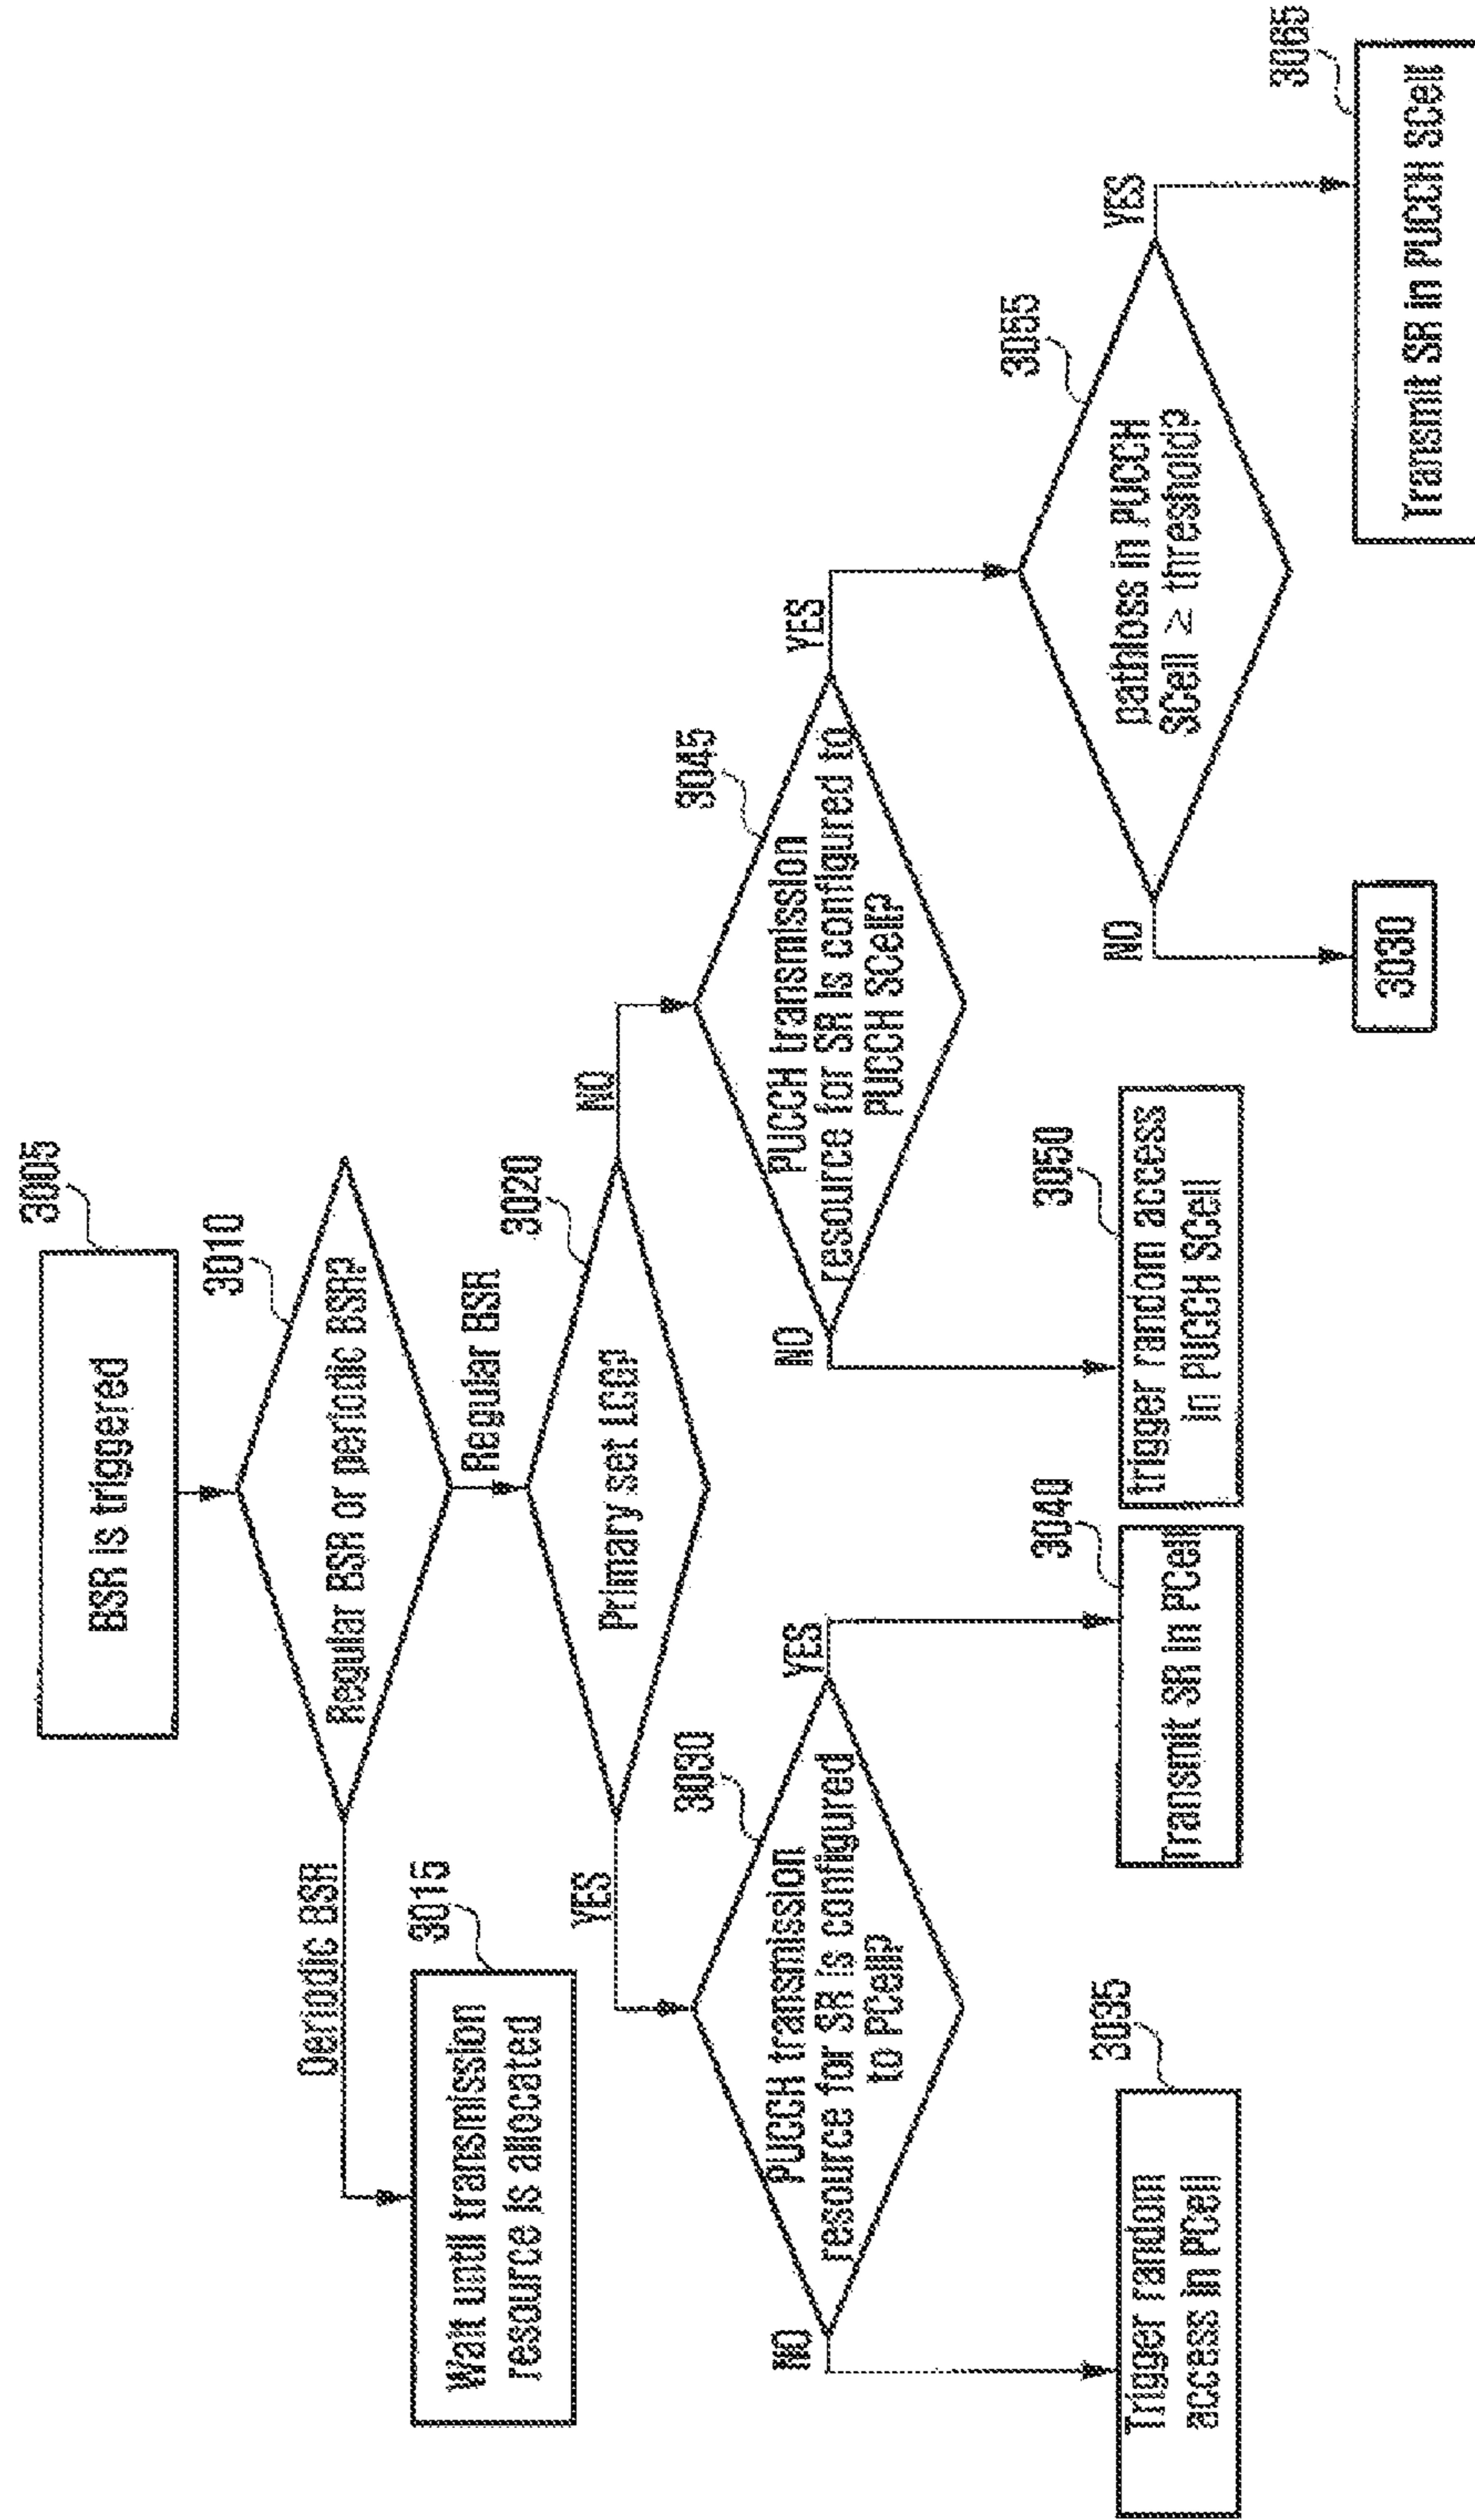 BSR is triggered
3005
Regular BSR or periodic BSR?
3010
Periodic BSR
Regular BSR
Wait until transmission
resource is allocated
3015
Primary set LCG?
3020
YES
NO
PUCCH transmission
resource for SR is configured
to PCell?
3030
NO
YES
PUCCH transmission
resource for SR is configured to
PUCCH SCell?
3045
NO
YES
Trigger random
access in PCell
3035
Transmit SR in PCell
3040
trigger random access
in PUCCH SCell
3050
pathloss in PUCCH
SCell ≥ threshold?
3055
NO
YES
3030
Transmit SR in PUCCH SCell
3065